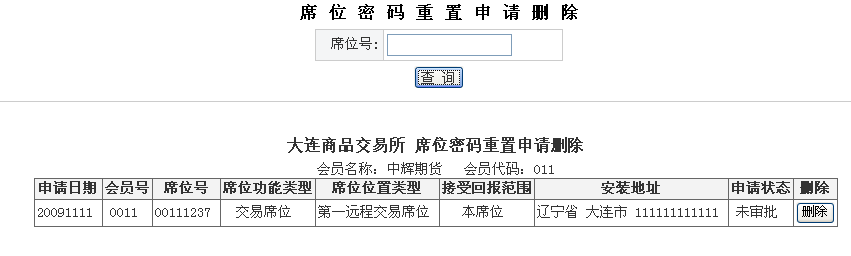 席位密码重置申请删除
席位号:
查 询
大连商品交易所 席位密码重置申请删除
会员名称: 中辉期货 会员代码: 011
申请日期 会员号 席位号 席位功能类型 席位位置类型 接受回报范围 安装地址 申请状态 删除
20091111 0011 00111237 交易席位 第一远程交易席位 本席位 辽宁省 大连市 111111111111 未审批 删除